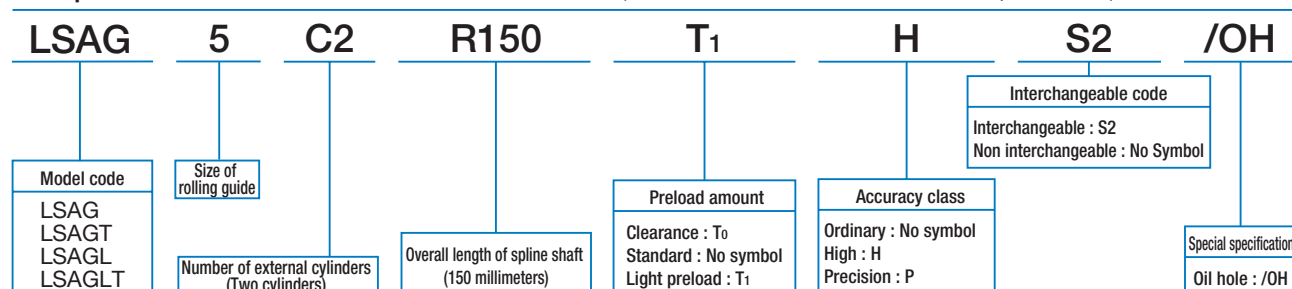 LSAG 5 C2 R150 T1 H S2 /OH
Interchangeable code
Interchangeable : S2
Non interchangeable : No Symbol
Model code
LSAG
LSAGT
LSAGL
LSAGLT
Size of
rolling guide
Number of external cylinders
(Two cylinders)
Overall length of spline shaft
(150 millimeters)
Preload amount
Clearance : T0
Standard : No symbol
Light preload : T1
Accuracy class
Ordinary : No symbol
High : H
Precision : P
Special specification
Oil hole : /OH